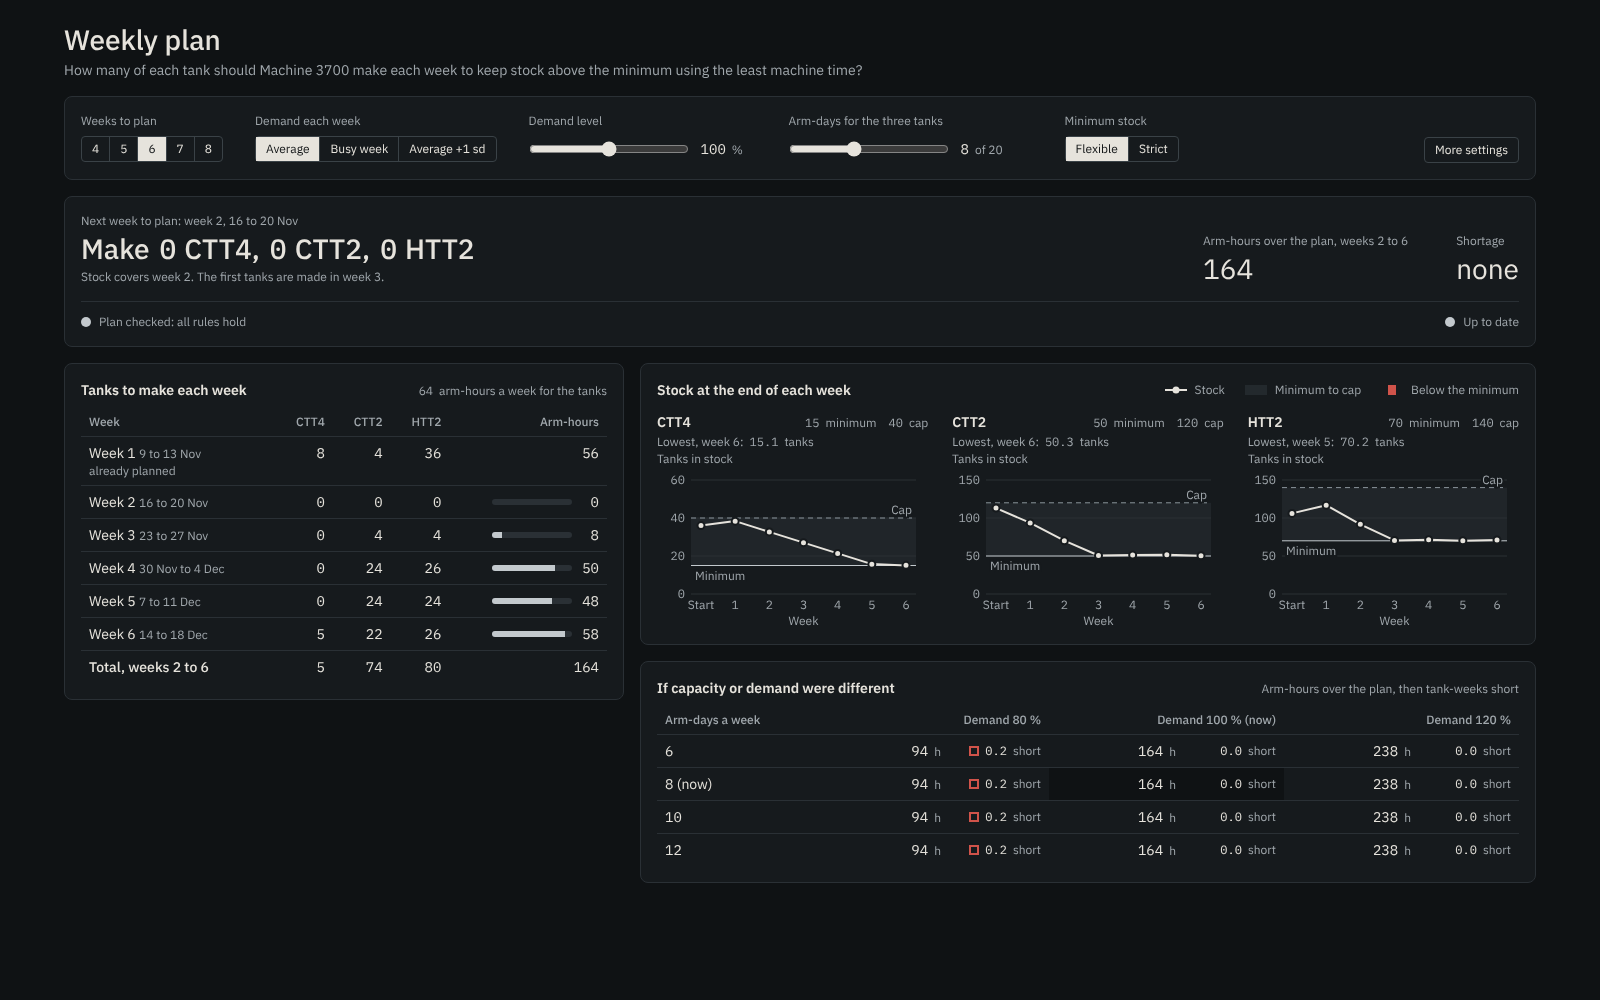 Weekly plan
How many of each tank should Machine 3700 make each week to keep stock above the minimum using the least machine time?
Weeks to plan
4 5 6 7 8
Demand each week
Average Busy week Average +1 sd
Demand level
100 %
Arm-days for the three tanks
8 of 20
Minimum stock
Flexible Strict
More settings
Next week to plan: week 2, 16 to 20 Nov
Make 0 CTT4, 0 CTT2, 0 HTT2
Stock covers week 2. The first tanks are made in week 3.
Arm-hours over the plan, weeks 2 to 6
164
Shortage
none
Plan checked: all rules hold
Up to date
Tanks to make each week
64 arm-hours a week for the tanks
Week CTT4 CTT2 HTT2 Arm-hours
Week 1 9 to 13 Nov 8 4 36 56
already planned
Week 2 16 to 20 Nov 0 0 0 0
Week 3 23 to 27 Nov 0 4 4 8
Week 4 30 Nov to 4 Dec 0 24 26 50
Week 5 7 to 11 Dec 0 24 24 48
Week 6 14 to 18 Dec 5 22 26 58
Total, weeks 2 to 6 5 74 80 164
Stock at the end of each week
Stock Minimum to cap Below the minimum
CTT4 15 minimum 40 cap
Lowest, week 6: 15.1 tanks
Tanks in stock
60
Cap
40
20
Minimum
0
Start 1 2 3 4 5 6
Week
CTT2 50 minimum 120 cap
Lowest, week 6: 50.3 tanks
Tanks in stock
150
Cap
100
50
Minimum
0
Start 1 2 3 4 5 6
Week
HTT2 70 minimum 140 cap
Lowest, week 5: 70.2 tanks
Tanks in stock
150
Cap
100
Minimum
50
0
Start 1 2 3 4 5 6
Week
If capacity or demand were different
Arm-hours over the plan, then tank-weeks short
Arm-days a week Demand 80 % Demand 100 % (now) Demand 120 %
6 94 h 0.2 short 164 h 0.0 short 238 h 0.0 short
8 (now) 94 h 0.2 short 164 h 0.0 short 238 h 0.0 short
10 94 h 0.2 short 164 h 0.0 short 238 h 0.0 short
12 94 h 0.2 short 164 h 0.0 short 238 h 0.0 short